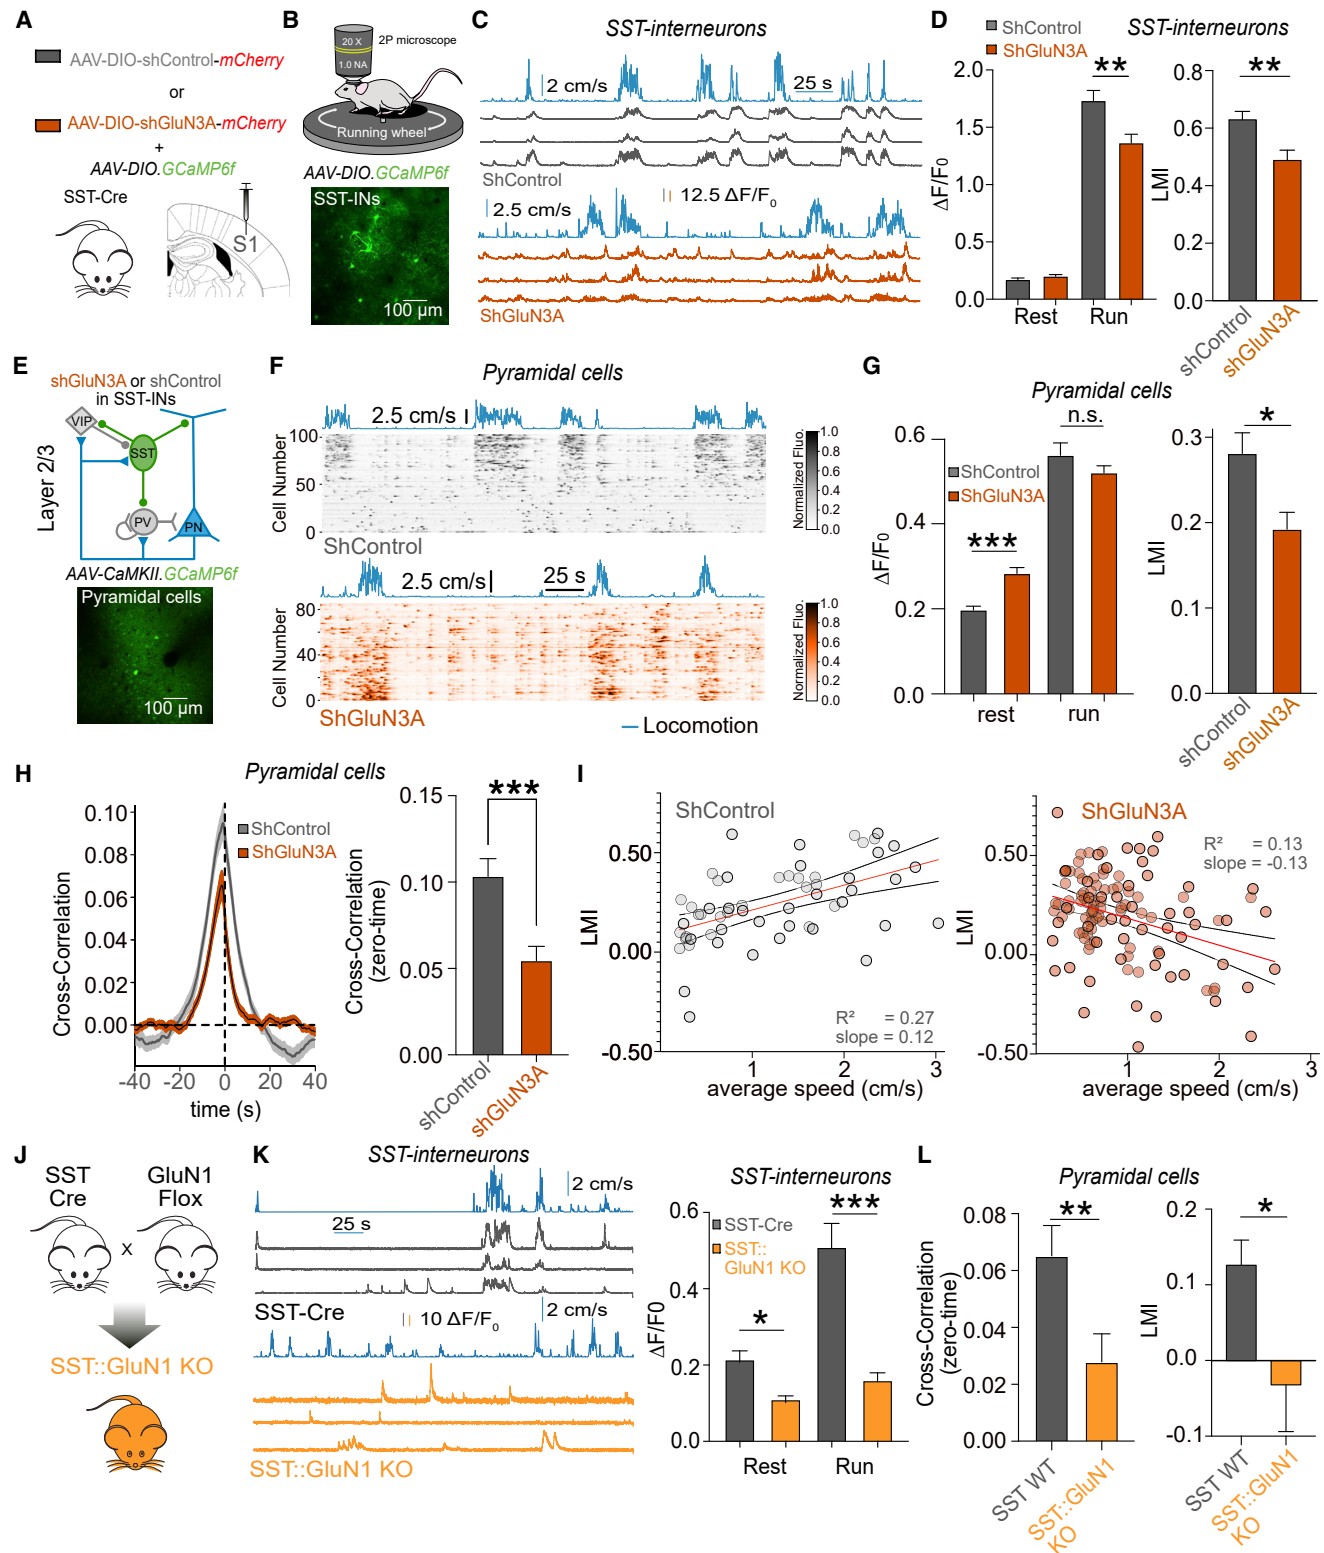 A
AAV-DIO-shControl-mCherry
or
AAV-DIO-shGluN3A-mCherry
+
AAV-DIO.GCaMP6f
SST-Cre
S1
B
20 X
1.0 NA
2P microscope
Running wheel
AAV-DIO.GCaMP6f
SST-INs
100 µm
C
SST-interneurons
2 cm/s
25 s
ShControl
12.5 ΔF/F0
2.5 cm/s
ShGluN3A
D
SST-interneurons
ShControl
ShGluN3A
**
**
2.0
1.5
1.0
0.5
0.0
ΔF/F0
Rest
Run
0.8
0.6
0.4
0.2
0.0
LMI
shControl
shGluN3A
E
shGluN3A or shControl
in SST-INs
Layer 2/3
VIP
SST
PV
PN
AAV-CaMKII.GCaMP6f
Pyramidal cells
100 µm
F
Pyramidal cells
2.5 cm/s
100
50
0
Cell Number
Normalized Fluo.
1.0
0.8
0.6
0.4
0.2
0.0
ShControl
2.5 cm/s
25 s
80
40
0
Cell Number
Normalized Fluo.
1.0
0.8
0.6
0.4
0.2
0.0
ShGluN3A
Locomotion
G
Pyramidal cells
n.s.
*
ShControl
ShGluN3A
***
0.6
0.4
0.2
0.0
ΔF/F0
rest
run
0.3
0.2
0.1
0.0
LMI
shControl
shGluN3A
H
Pyramidal cells
ShControl
ShGluN3A
0.10
0.08
0.06
0.04
0.02
0.00
Cross-Correlation
-40
-20
0
20
40
time (s)
***
0.15
0.10
0.05
0.00
Cross-Correlation
(zero-time)
shControl
shGluN3A
I
ShControl
0.50
0.00
-0.50
LMI
R² = 0.27
slope = 0.12
1
2
3
average speed (cm/s)
ShGluN3A
R² = 0.13
slope = -0.13
0.50
0.00
-0.50
LMI
1
2
3
average speed (cm/s)
J
SST
Cre
GluN1
Flox
x
SST::GluN1 KO
K
SST-interneurons
2 cm/s
25 s
SST-Cre
10 ΔF/F0
2 cm/s
SST::GluN1 KO
SST-interneurons
SST-Cre
SST::
GluN1 KO
***
*
0.6
0.4
0.2
0.0
ΔF/F0
Rest
Run
L
Pyramidal cells
**
0.08
0.06
0.04
0.02
0.00
Cross-Correlation
(zero-time)
SST WT
SST::GluN1
KO
*
0.2
0.1
0.0
-0.1
LMI
SST WT
SST::GluN1
KO